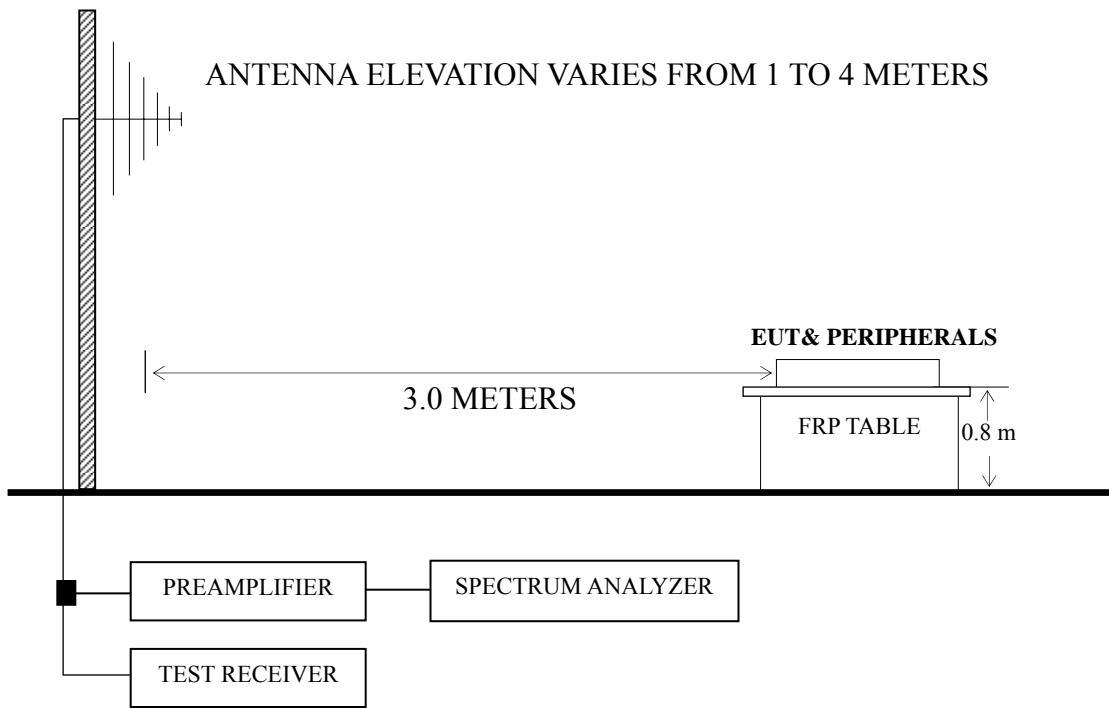 ANTENNA ELEVATION VARIES FROM 1 TO 4 METERS
EUT& PERIPHERALS
3.0 METERS
FRP TABLE
0.8 m
PREAMPLIFIER
SPECTRUM ANALYZER
TEST RECEIVER